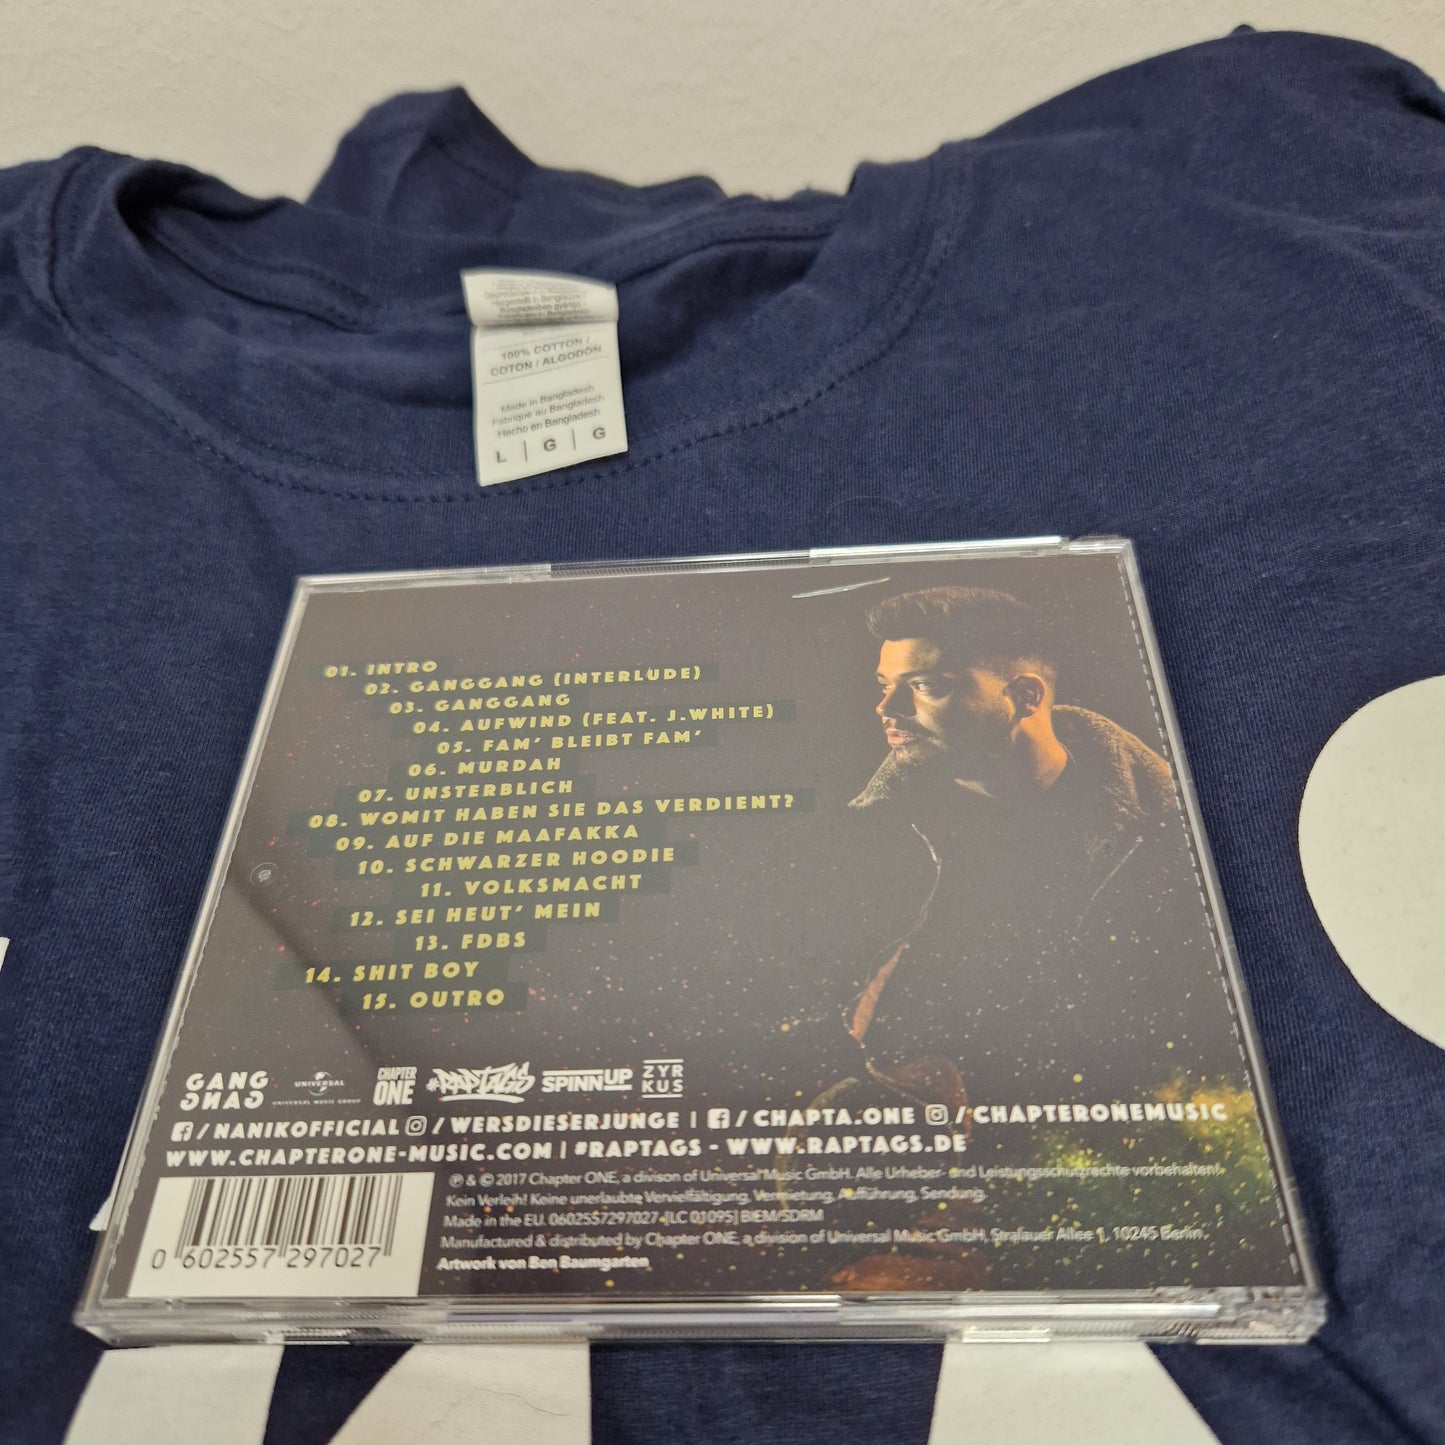 Hergestellt in Bangladesch
100% COTTON /
COTON / ALGODÓN
Made in Bangladesh
Fabriqué au Bangladesh
Hecho en Bangladesh
L | G | G
01. INTRO
02. GANGGANG (INTERLUDE)
03. GANGGANG
04. AUFWIND (FEAT. J.WHITE)
05. FAM' BLEIBT FAM'
06. MURDAH
07. UNSTERBLICH
08. WOMIT HABEN SIE DAS VERDIENT?
09. AUF DIE MAAFAKKA
10. SCHWARZER HOODIE
11. VOLKSMACHT
12. SEI HEUT' MEIN
13. FDBS
14. SHIT BOY
15. OUTRO
GANG
GANG
UNIVERSAL
UNIVERSAL MUSIC GROUP
CHAPTER
ONE
#RAPTAGS
SPINNUP
ZYR
KUS
/NANIKOFFICIAL /WERSDIESERJUNGE | /CHAPTA.ONE /CHAPTERONEMUSIC
WWW.CHAPTERONE-MUSIC.COM | #RAPTAGS - WWW.RAPTAGS.DE
℗ & © 2017 Chapter ONE, a divison of Universal Music GmbH. Alle Urheber- und Leistungsschutzrechte vorbehalten!
Kein Verleih! Keine unerlaubte Vervielfältigung, Vermietung, Aufführung, Sendung.
Made in the EU. 0602557297027 [LC 01095] BIEM/SDRM
Manufactured & distributed by Chapter ONE, a division of Universal Music GmbH, Stralauer Allee 1, 10245 Berlin
Artwork von Ben Baumgarten
0 602557 297027